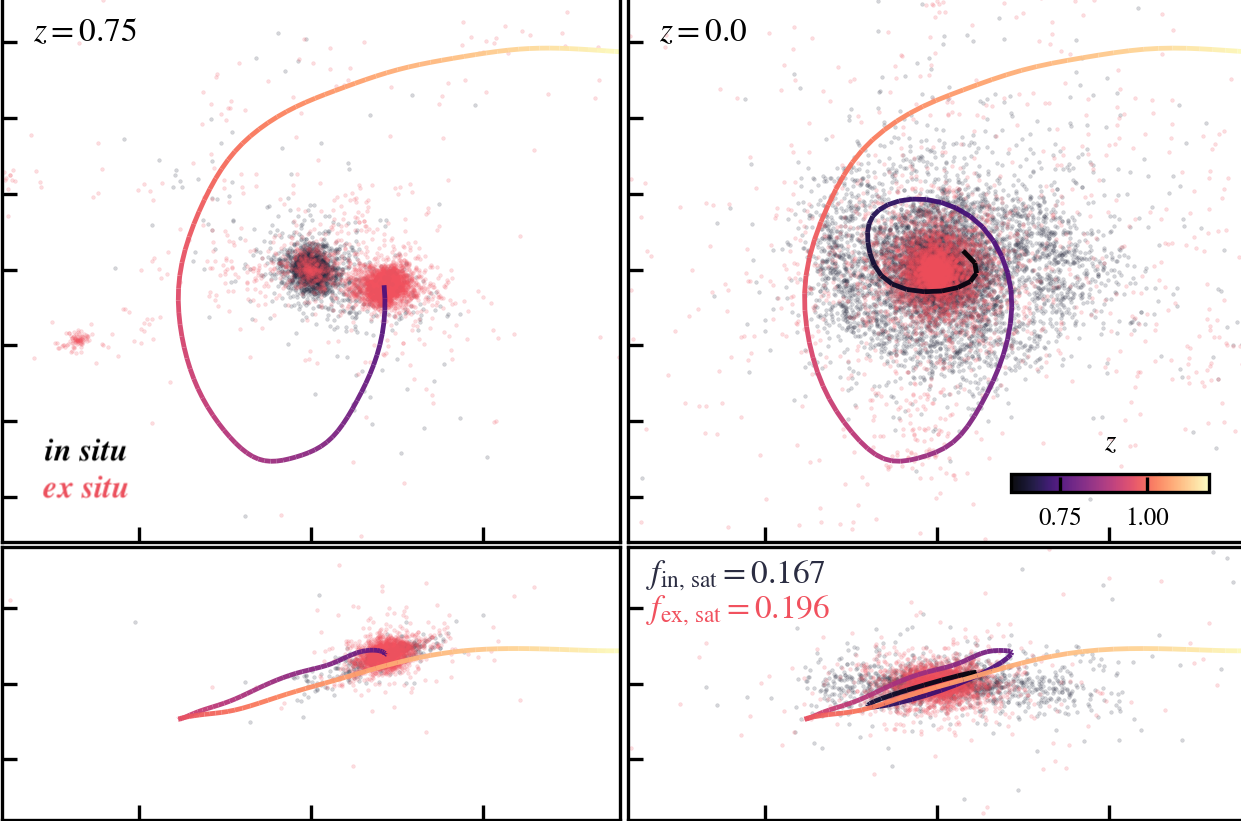 z = 0.75
in situ
ex situ
z = 0.0
z
0.75 1.00
f_in, sat = 0.167
f_ex, sat = 0.196